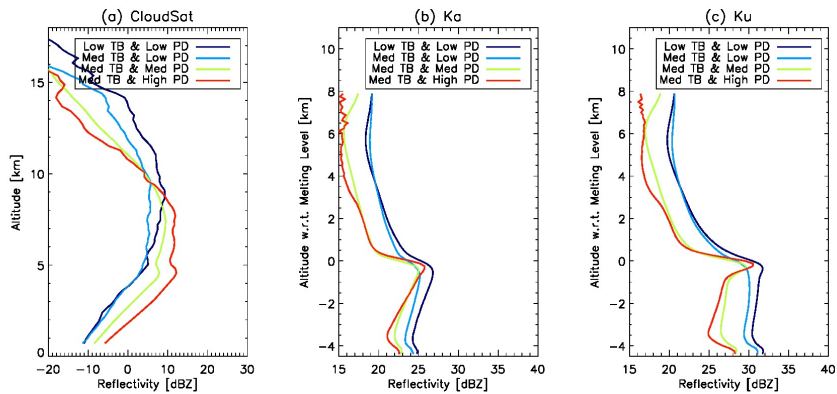 (a) CloudSat
(b) Ka
(c) Ku
Low TB & Low PD
Med TB & Low PD
Med TB & Med PD
Med TB & High PD
Low TB & Low PD
Med TB & Low PD
Med TB & Med PD
Med TB & High PD
Low TB & Low PD
Med TB & Low PD
Med TB & Med PD
Med TB & High PD
Altitude [km]
15
10
5
0
-20 -10 0 10 20 30
Reflectivity [dBZ]
Altitude w.r.t. Melting Level [km]
10
8
6
4
2
0
-2
-4
15 20 25 30 35 40
Reflectivity [dBZ]
Altitude w.r.t. Melting Level [km]
10
8
6
4
2
0
-2
-4
15 20 25 30 35 40
Reflectivity [dBZ]